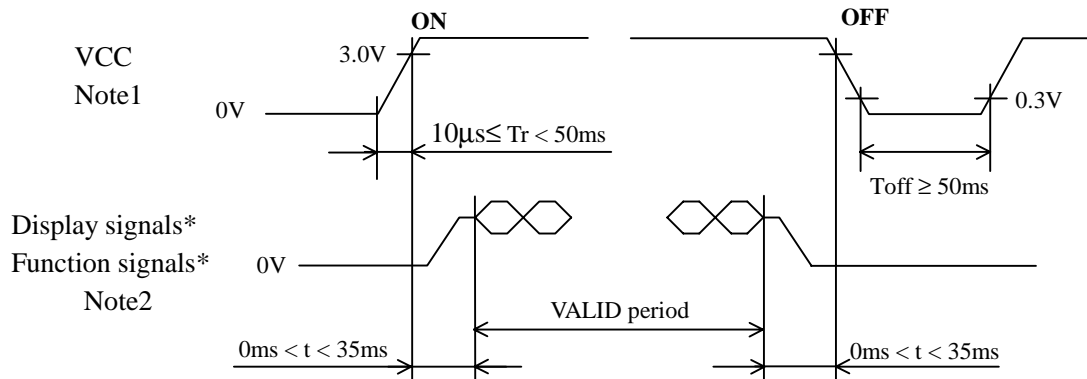 ON
OFF
VCC
Note1
3.0V
0V
0.3V
10μs≤ Tr < 50ms
Toff ≥ 50ms
Display signals*
Function signals*
Note2
0V
VALID period
0ms < t < 35ms
0ms < t < 35ms